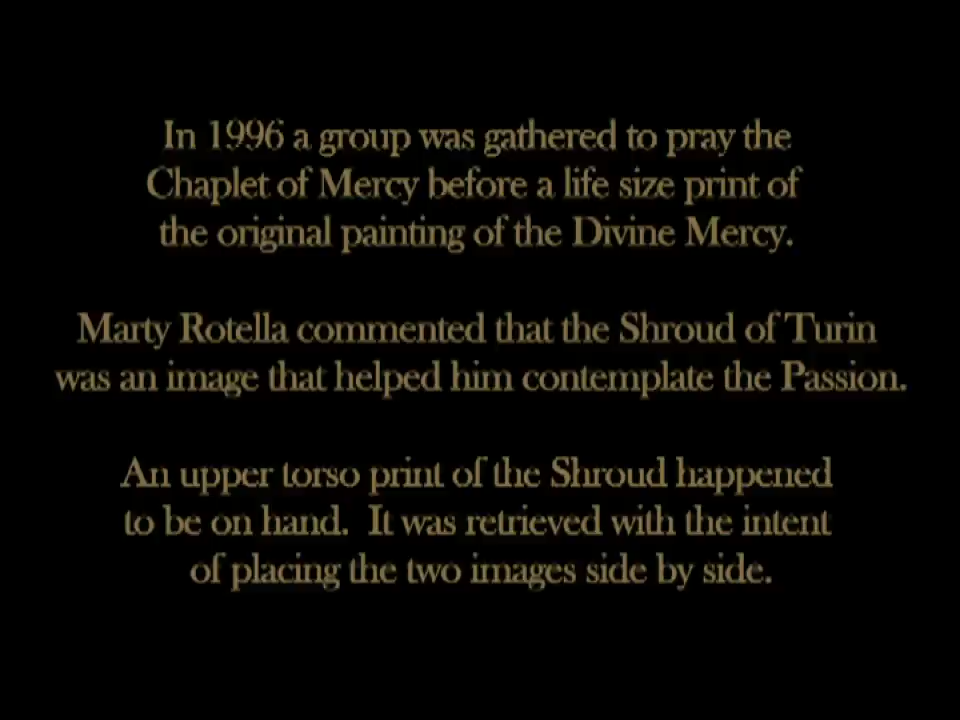 In 1996 a group was gathered to pray the
Chaplet of Mercy before a life size print of
the original painting of the Divine Mercy.
Marty Rotella commented that the Shroud of Turin
was an image that helped him contemplate the Passion.
An upper torso print of the Shroud happened
to be on hand.  It was retrieved with the intent
of placing the two images side by side.